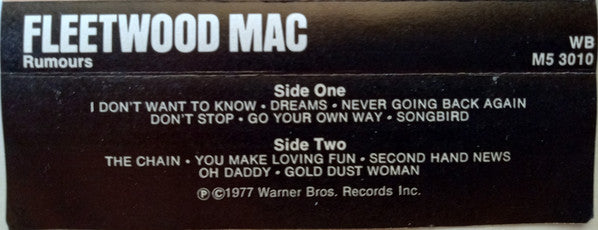 FLEETWOOD MAC
Rumours
WB
M5 3010
Side One
I DON'T WANT TO KNOW • DREAMS • NEVER GOING BACK AGAIN
DON'T STOP • GO YOUR OWN WAY • SONGBIRD
Side Two
THE CHAIN • YOU MAKE LOVING FUN • SECOND HAND NEWS
OH DADDY • GOLD DUST WOMAN
℗©1977 Warner Bros. Records Inc.